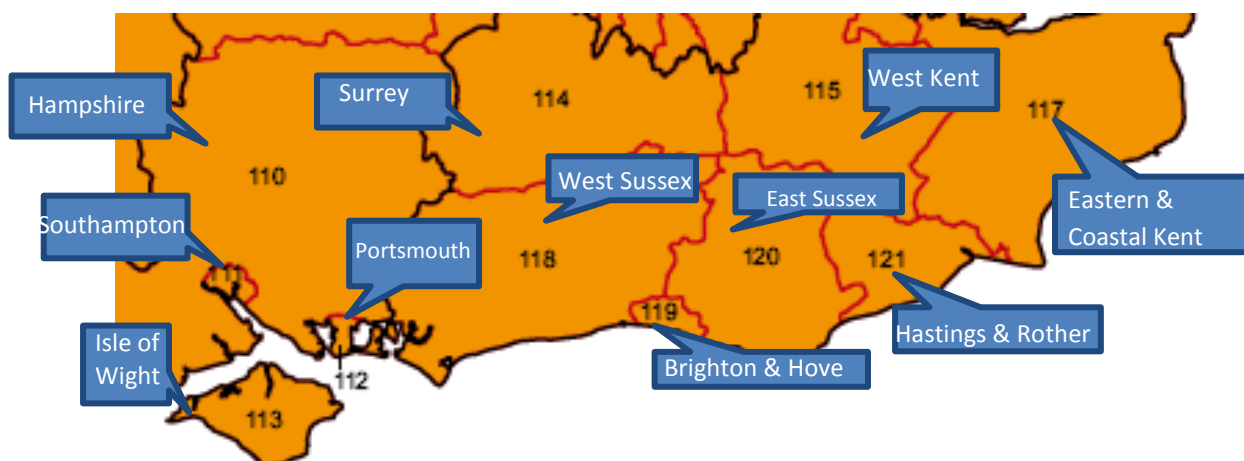 Hampshire
Surrey
114
115
West Kent
117
110
West Sussex
East Sussex
Eastern &
Coastal Kent
Southampton
Portsmouth
111
118
120
121
119
Isle of
Wight
112
Brighton & Hove
Hastings & Rother
113